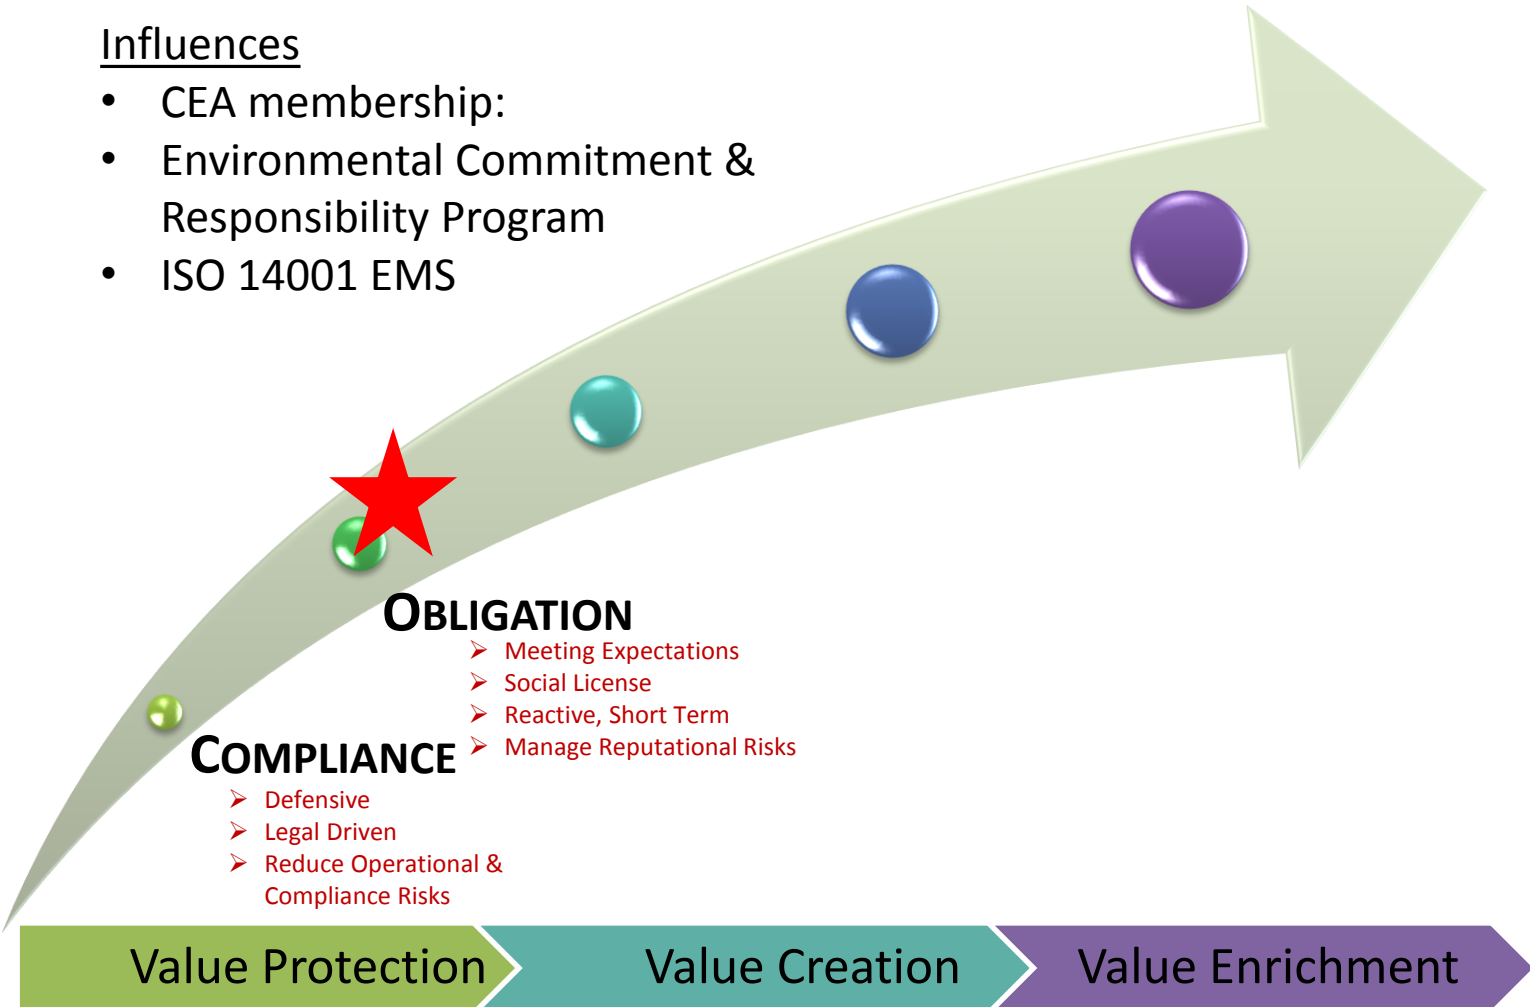 Influences
• CEA membership:
• Environmental Commitment &
Responsibility Program
• ISO 14001 EMS
OBLIGATION
➢ Meeting Expectations
➢ Social License
➢ Reactive, Short Term
➢ Manage Reputational Risks
COMPLIANCE
➢ Defensive
➢ Legal Driven
➢ Reduce Operational &
Compliance Risks
Value Protection
Value Creation
Value Enrichment